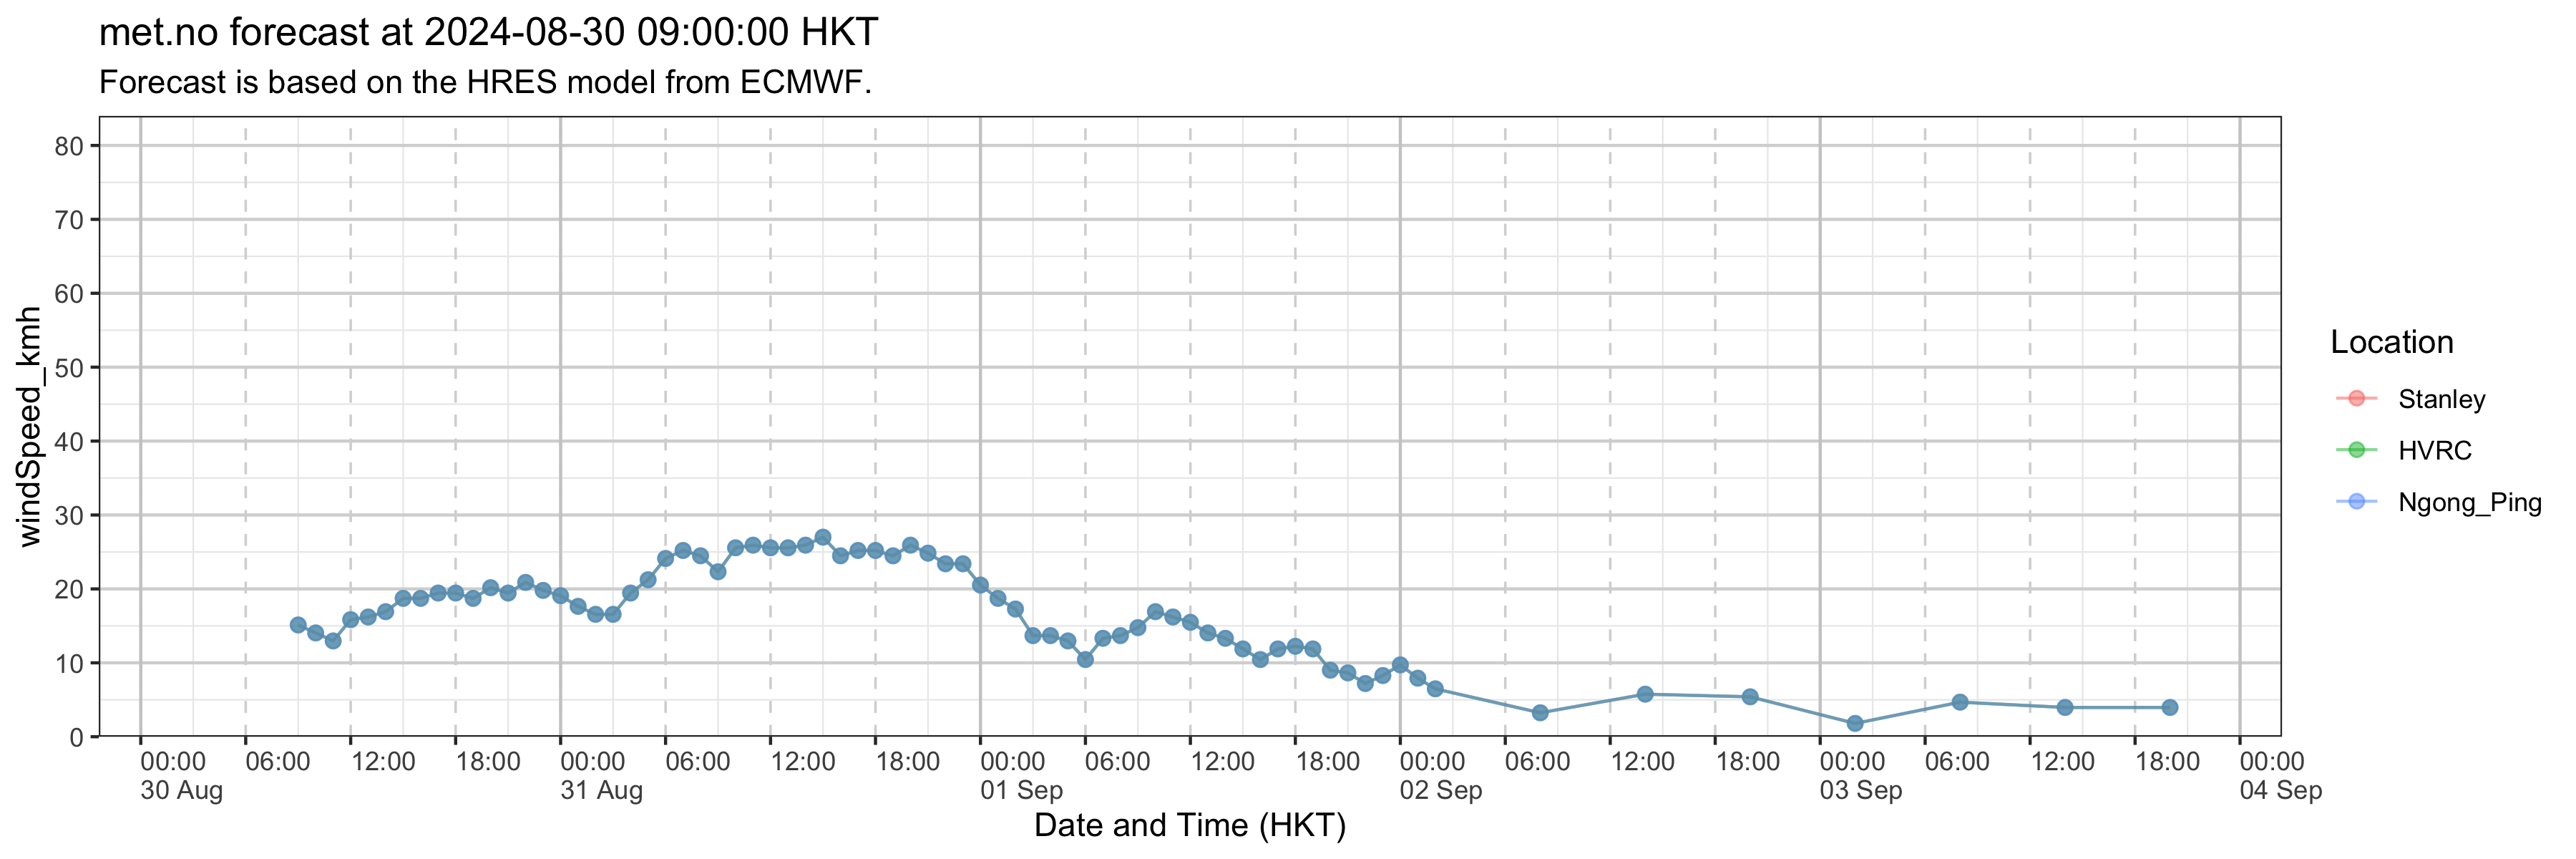 met.no forecast at 2024-08-30 09:00:00 HKT
Forecast is based on the HRES model from ECMWF.
windSpeed_kmh
80
70
60
50
40
30
20
10
0
00:00 06:00 12:00 18:00 00:00 06:00 12:00 18:00 00:00 06:00 12:00 18:00 00:00 06:00 12:00 18:00 00:00 06:00 12:00 18:00 00:00
30 Aug 31 Aug 01 Sep 02 Sep 03 Sep 04 Sep
Date and Time (HKT)
Location
Stanley
HVRC
Ngong_Ping